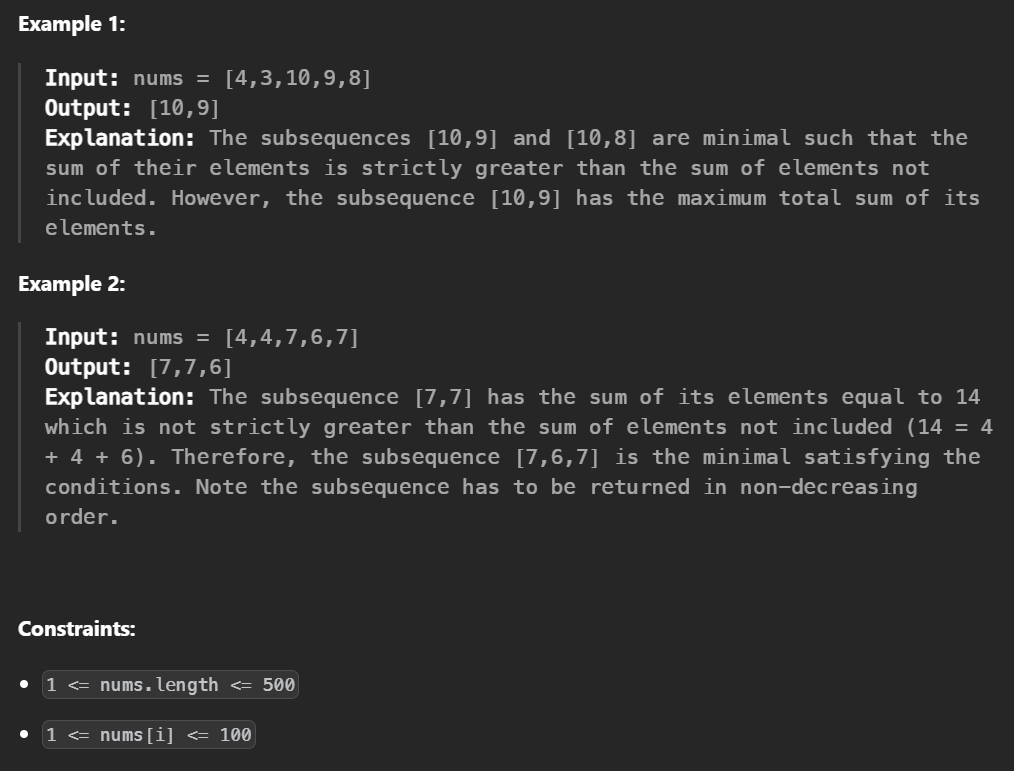 Example 1:
Input: nums = [4,3,10,9,8]
Output: [10,9]
Explanation: The subsequences [10,9] and [10,8] are minimal such that the
sum of their elements is strictly greater than the sum of elements not
included. However, the subsequence [10,9] has the maximum total sum of its
elements.
Example 2:
Input: nums = [4,4,7,6,7]
Output: [7,7,6]
Explanation: The subsequence [7,7] has the sum of its elements equal to 14
which is not strictly greater than the sum of elements not included (14 = 4
+ 4 + 6). Therefore, the subsequence [7,6,7] is the minimal satisfying the
conditions. Note the subsequence has to be returned in non-decreasing
order.
Constraints:
1 <= nums.length <= 500
1 <= nums[i] <= 100